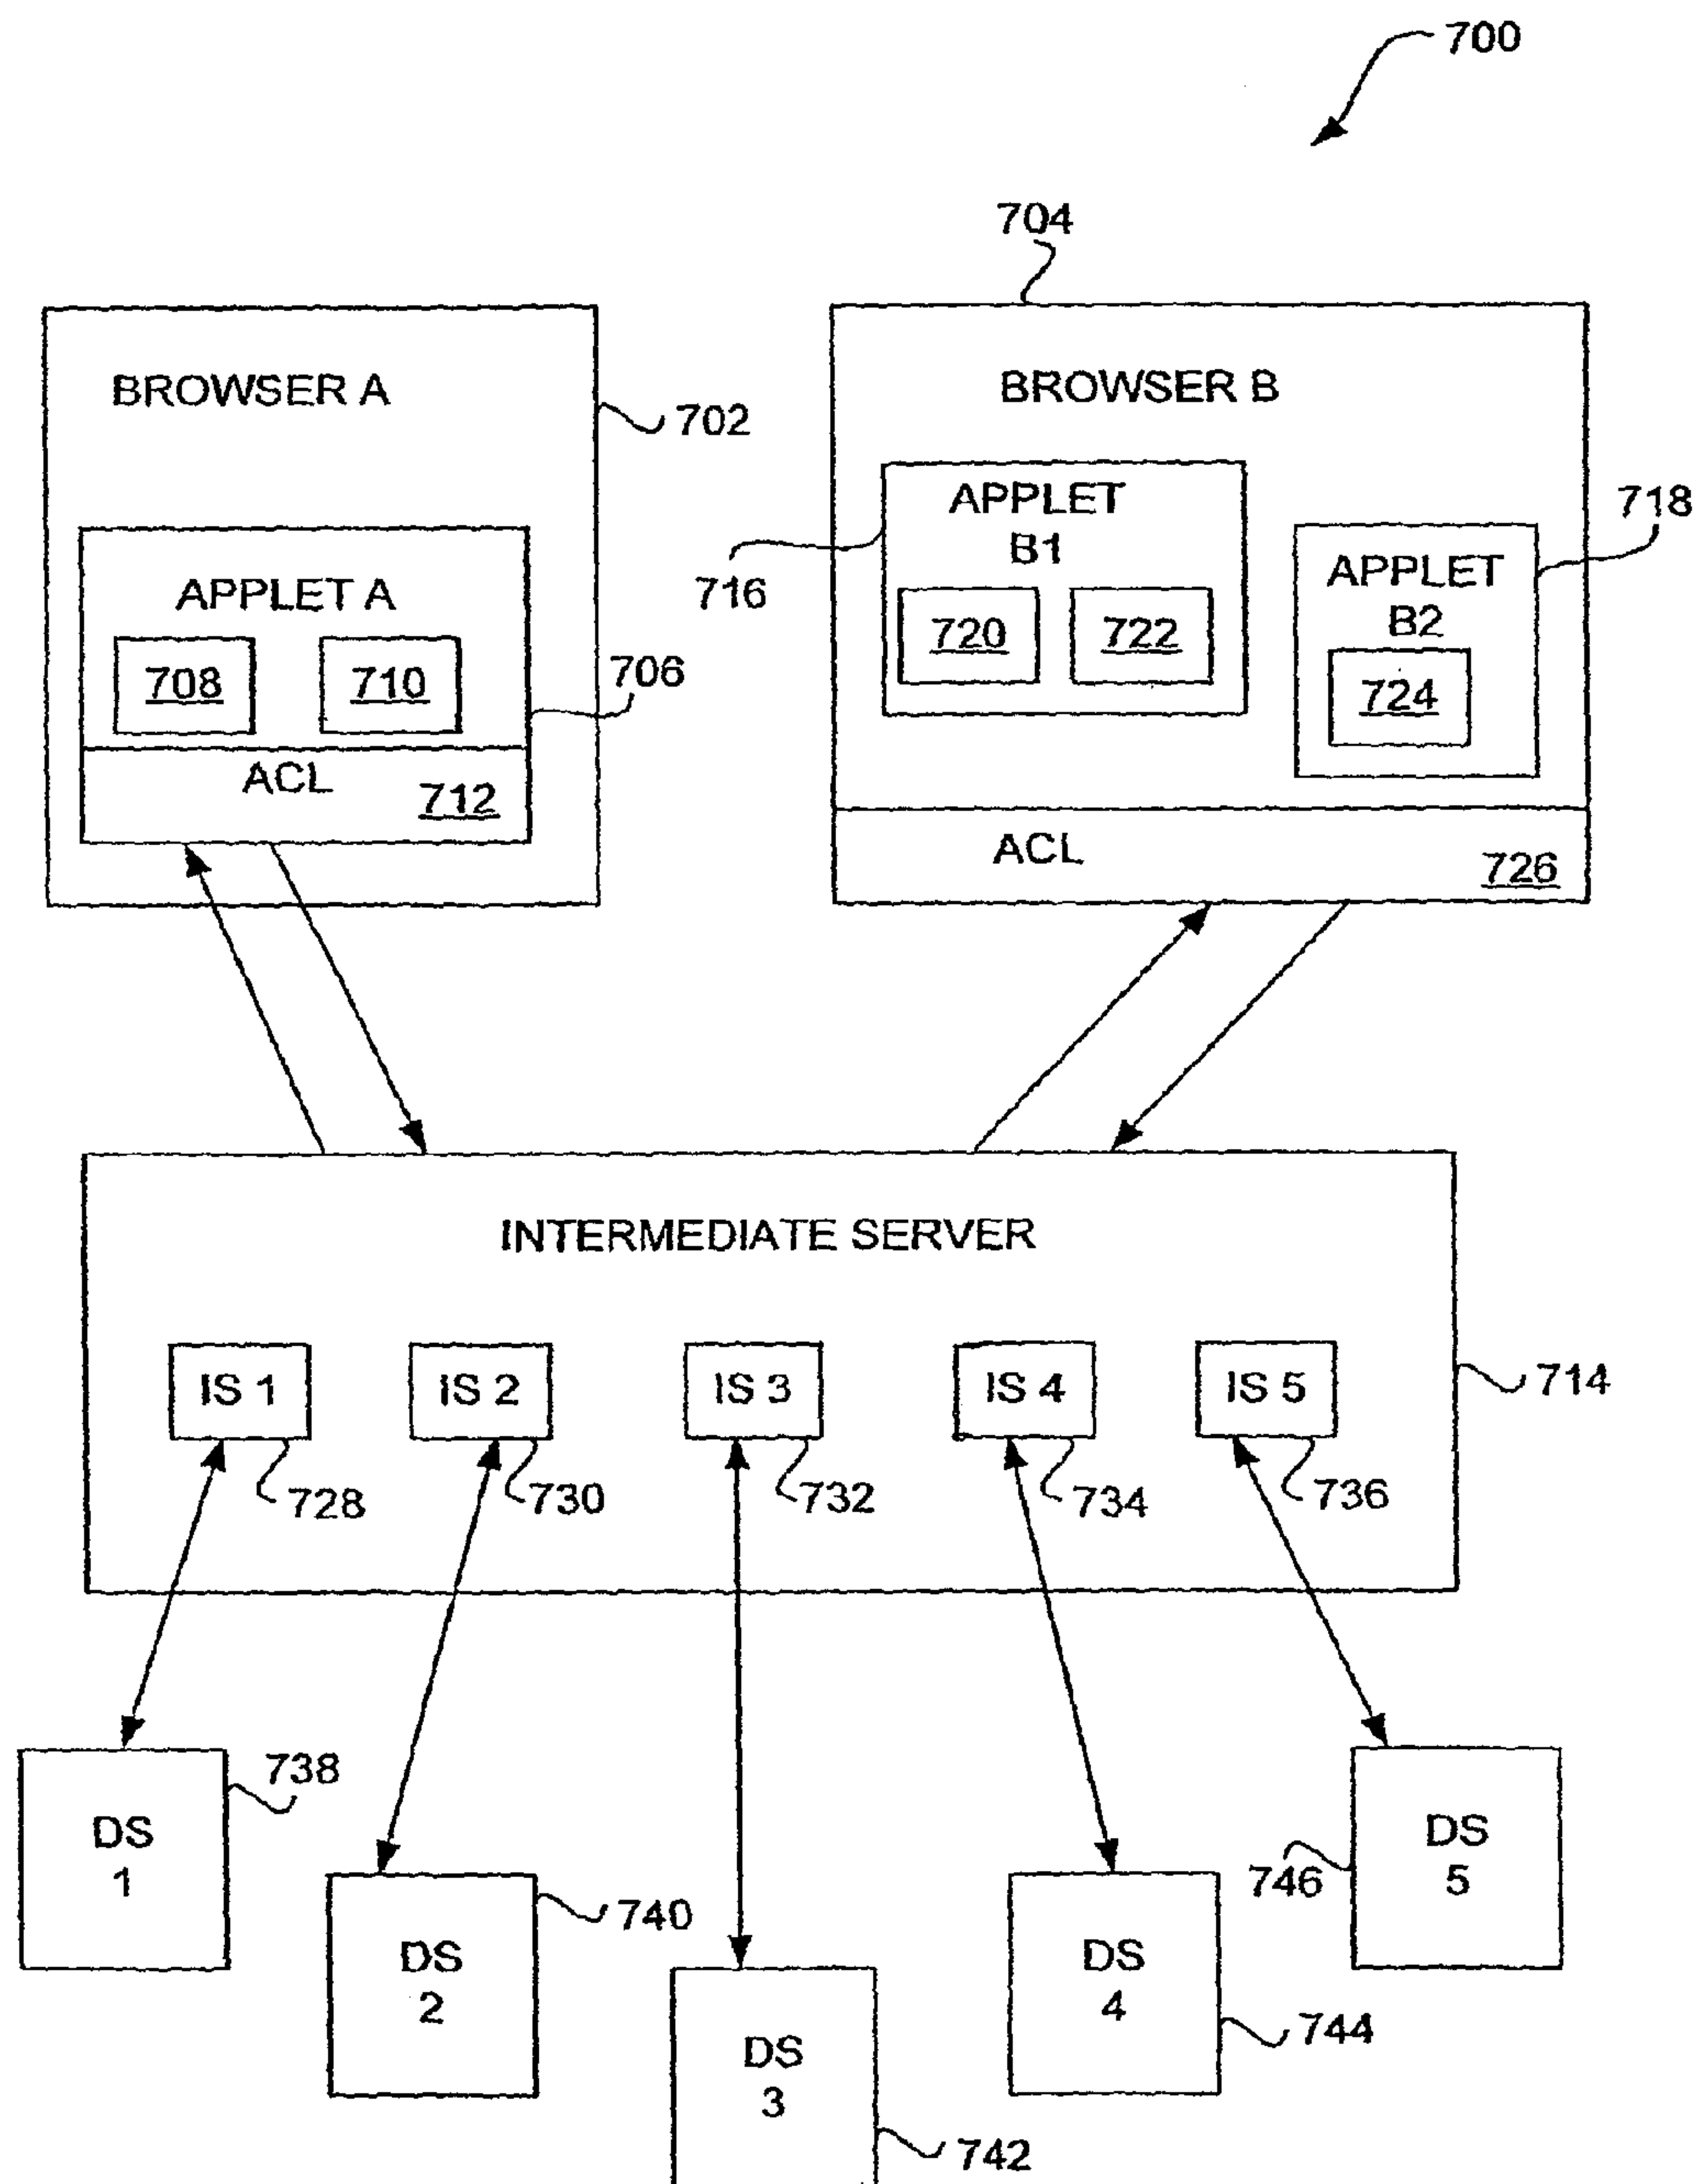 700
704
BROWSER A
702
BROWSER B
APPLET
B1
716
720
722
718
APPLET
B2
724
APPLET A
708
710
706
ACL
712
ACL
726
INTERMEDIATE SERVER
IS 1
IS 2
IS 3
IS 4
IS 5
714
728
730
732
734
736
738
DS
1
740
DS
2
DS
3
742
DS
4
744
746
DS
5